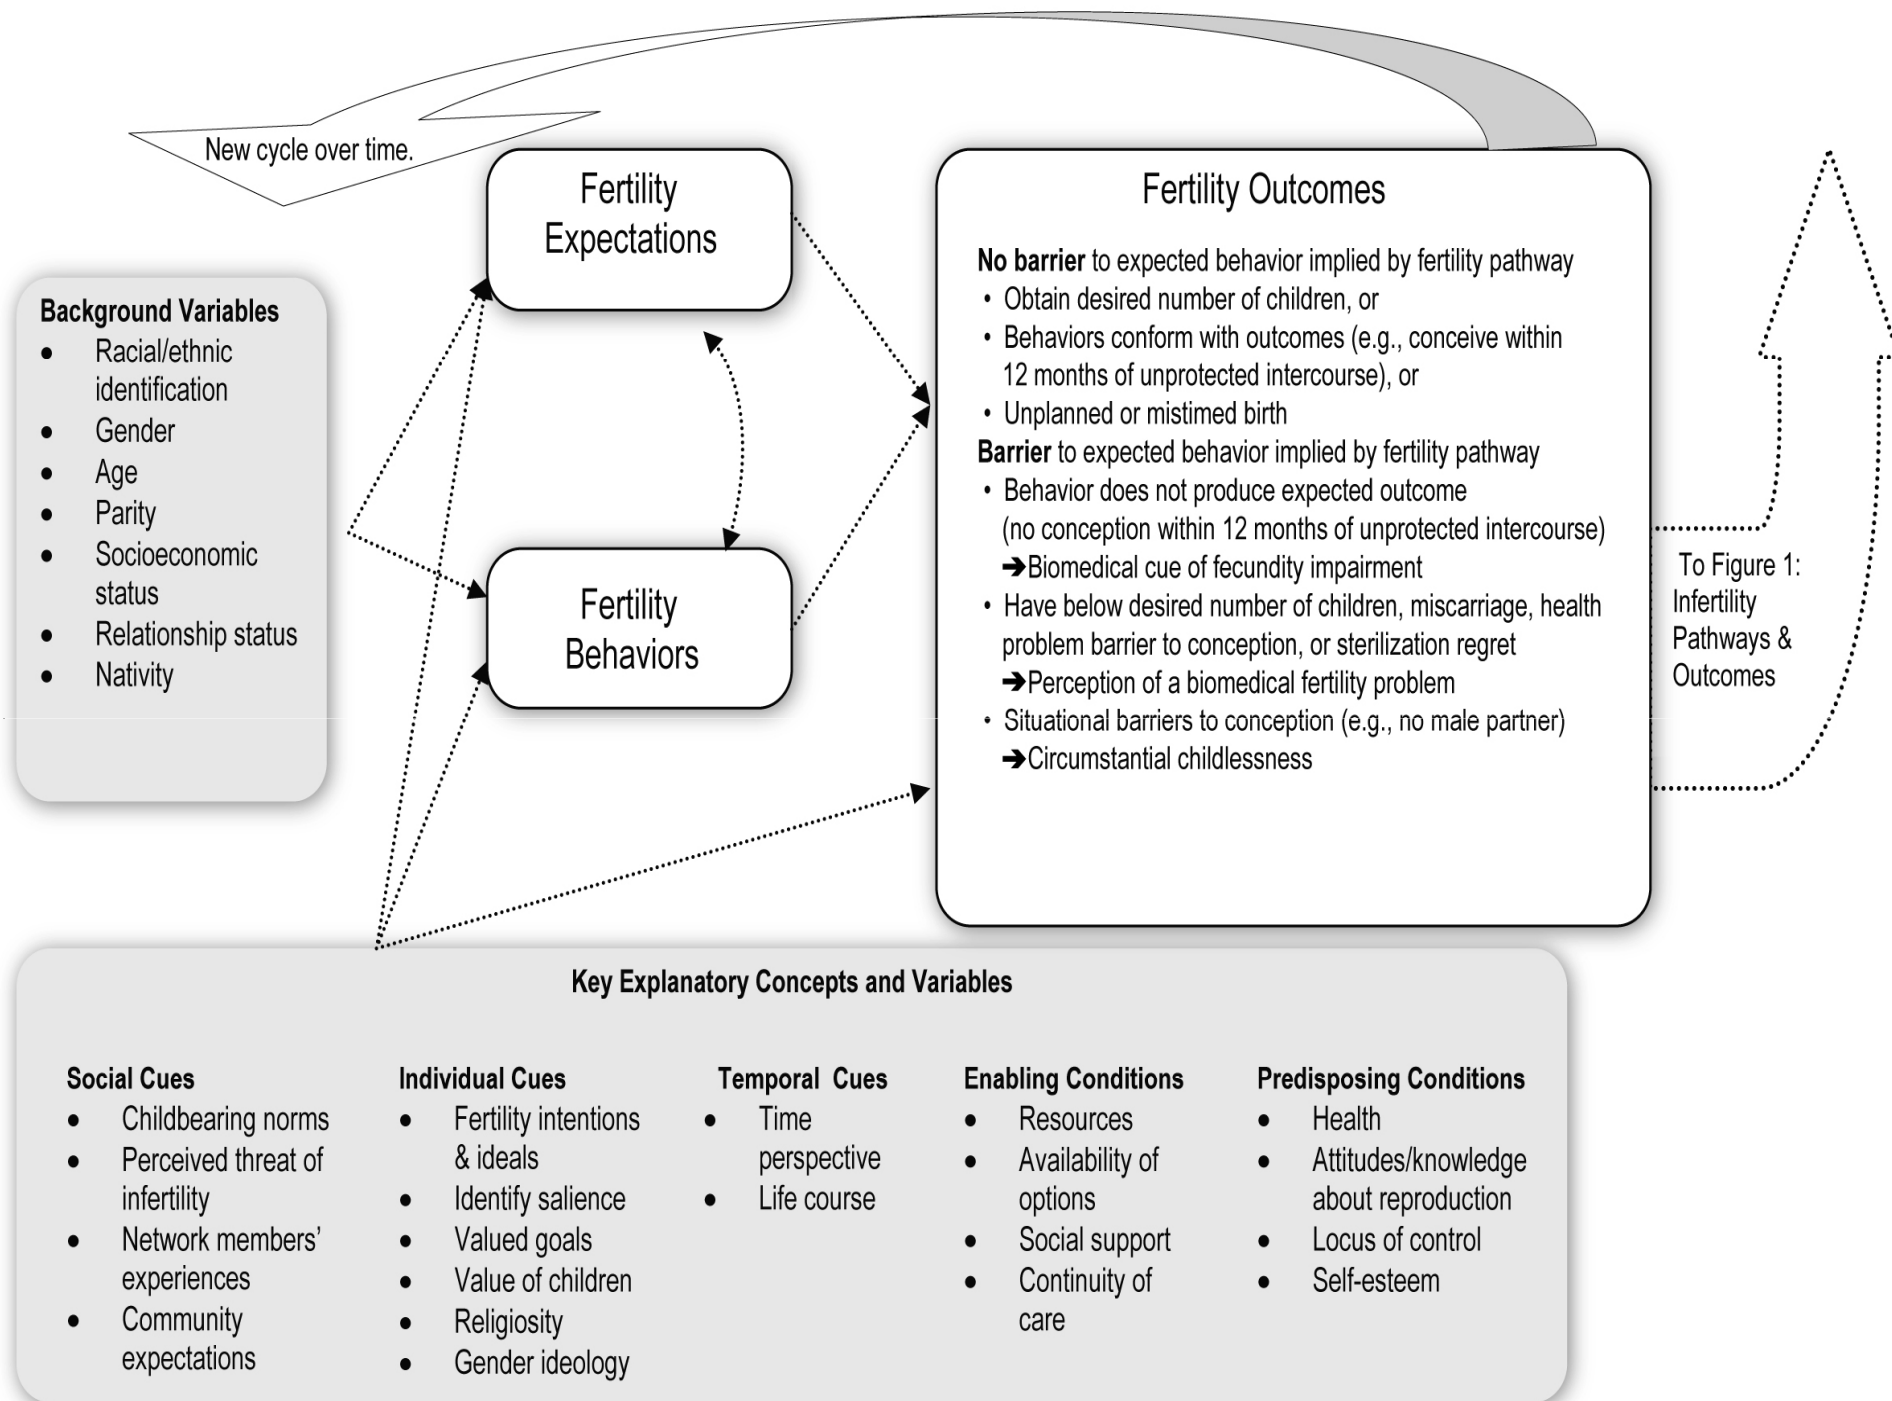 New cycle over time.
Fertility
Expectations
Fertility
Behaviors
Background Variables
• Racial/ethnic
identification
• Gender
• Age
• Parity
• Socioeconomic
status
• Relationship status
• Nativity
Fertility Outcomes
No barrier to expected behavior implied by fertility pathway
• Obtain desired number of children, or
• Behaviors conform with outcomes (e.g., conceive within
12 months of unprotected intercourse), or
• Unplanned or mistimed birth
Barrier to expected behavior implied by fertility pathway
• Behavior does not produce expected outcome
(no conception within 12 months of unprotected intercourse)
➔Biomedical cue of fecundity impairment
• Have below desired number of children, miscarriage, health
problem barrier to conception, or sterilization regret
➔Perception of a biomedical fertility problem
• Situational barriers to conception (e.g., no male partner)
➔Circumstantial childlessness
To Figure 1:
Infertility
Pathways &
Outcomes
Key Explanatory Concepts and Variables
Social Cues
• Childbearing norms
• Perceived threat of
infertility
• Network members’
experiences
• Community
expectations
Individual Cues
• Fertility intentions
& ideals
• Identify salience
• Valued goals
• Value of children
• Religiosity
• Gender ideology
Temporal Cues
• Time
perspective
• Life course
Enabling Conditions
• Resources
• Availability of
options
• Social support
• Continuity of
care
Predisposing Conditions
• Health
• Attitudes/knowledge
about reproduction
• Locus of control
• Self-esteem